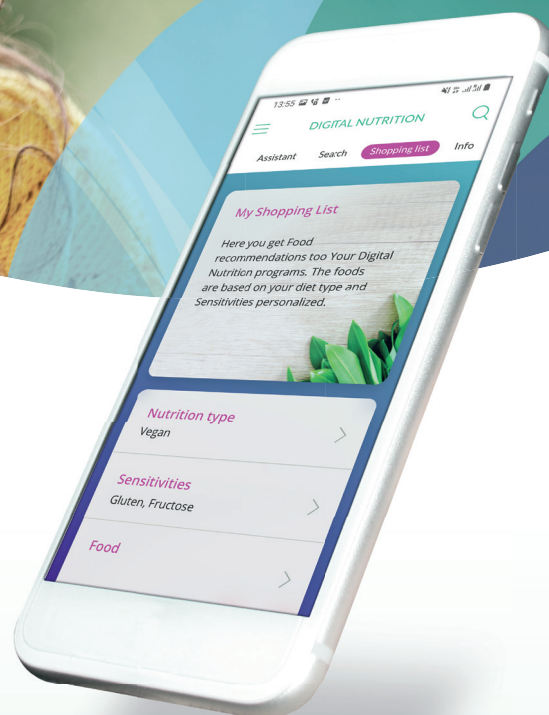 13:55
DIGITAL NUTRITION
Assistant Search Shopping list Info
My Shopping List
Here you get Food
recommendations too Your Digital
Nutrition programs. The foods
are based on your diet type and
Sensitivities personalized.
Nutrition type
Vegan
Sensitivities
Gluten, Fructose
Food